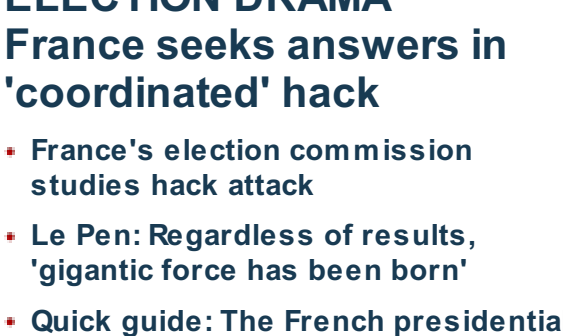 ELECTION DRAMA
France seeks answers in
'coordinated' hack
France's election commission
studies hack attack
Le Pen: Regardless of results,
'gigantic force has been born'
Quick guide: The French presidentia